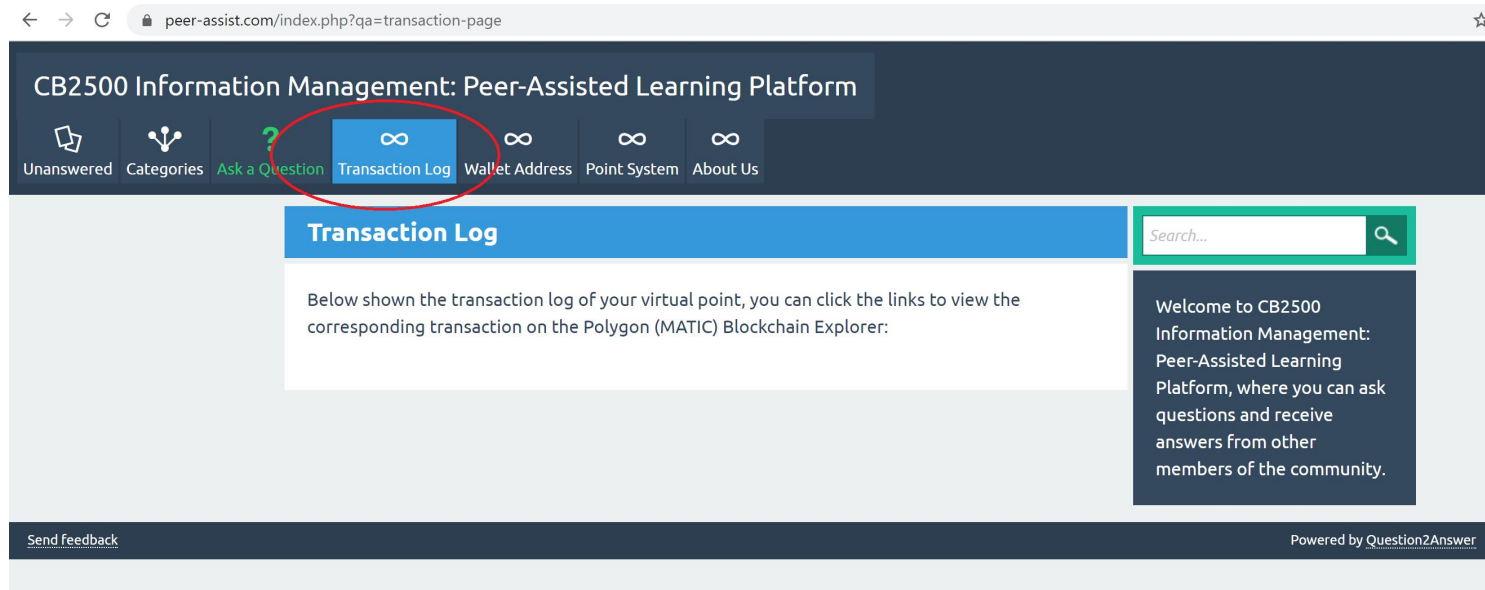 peer-assist.com/index.php?qa=transaction-page
CB2500 Information Management: Peer-Assisted Learning Platform
?
Unanswered Categories Ask a Question Transaction Log Wallet Address Point System About Us
Transaction Log
Search...
Below shown the transaction log of your virtual point, you can click the links to view the
corresponding transaction on the Polygon (MATIC) Blockchain Explorer:
Welcome to CB2500
Information Management:
Peer-Assisted Learning
Platform, where you can ask
questions and receive
answers from other
members of the community.
Send feedback
Powered by Question2Answer